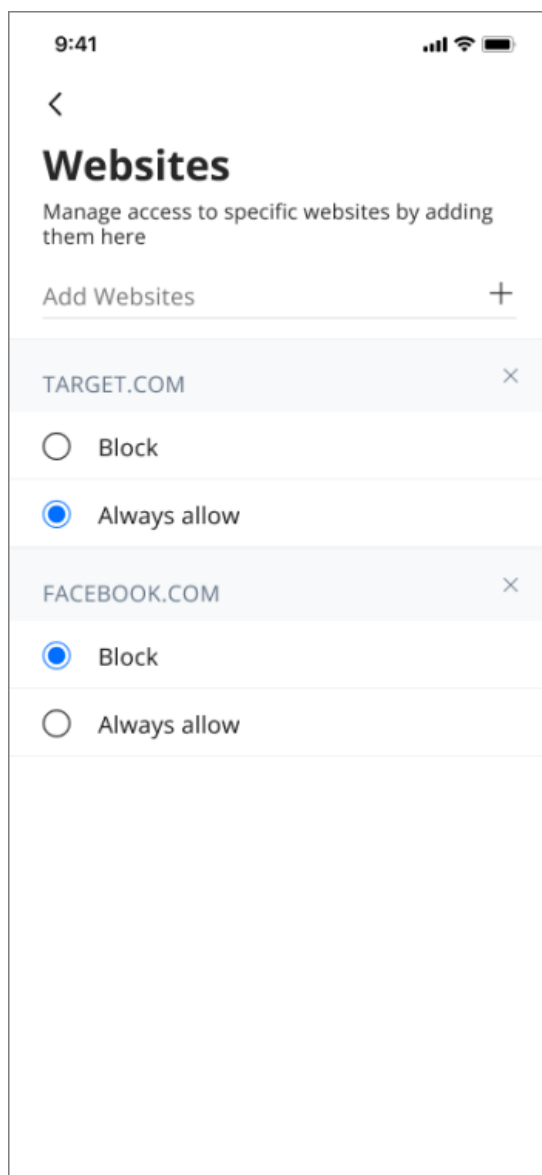 9:41
Websites
Manage access to specific websites by adding
them here
Add Websites
TARGET.COM
Block
Always allow
FACEBOOK.COM
Block
Always allow